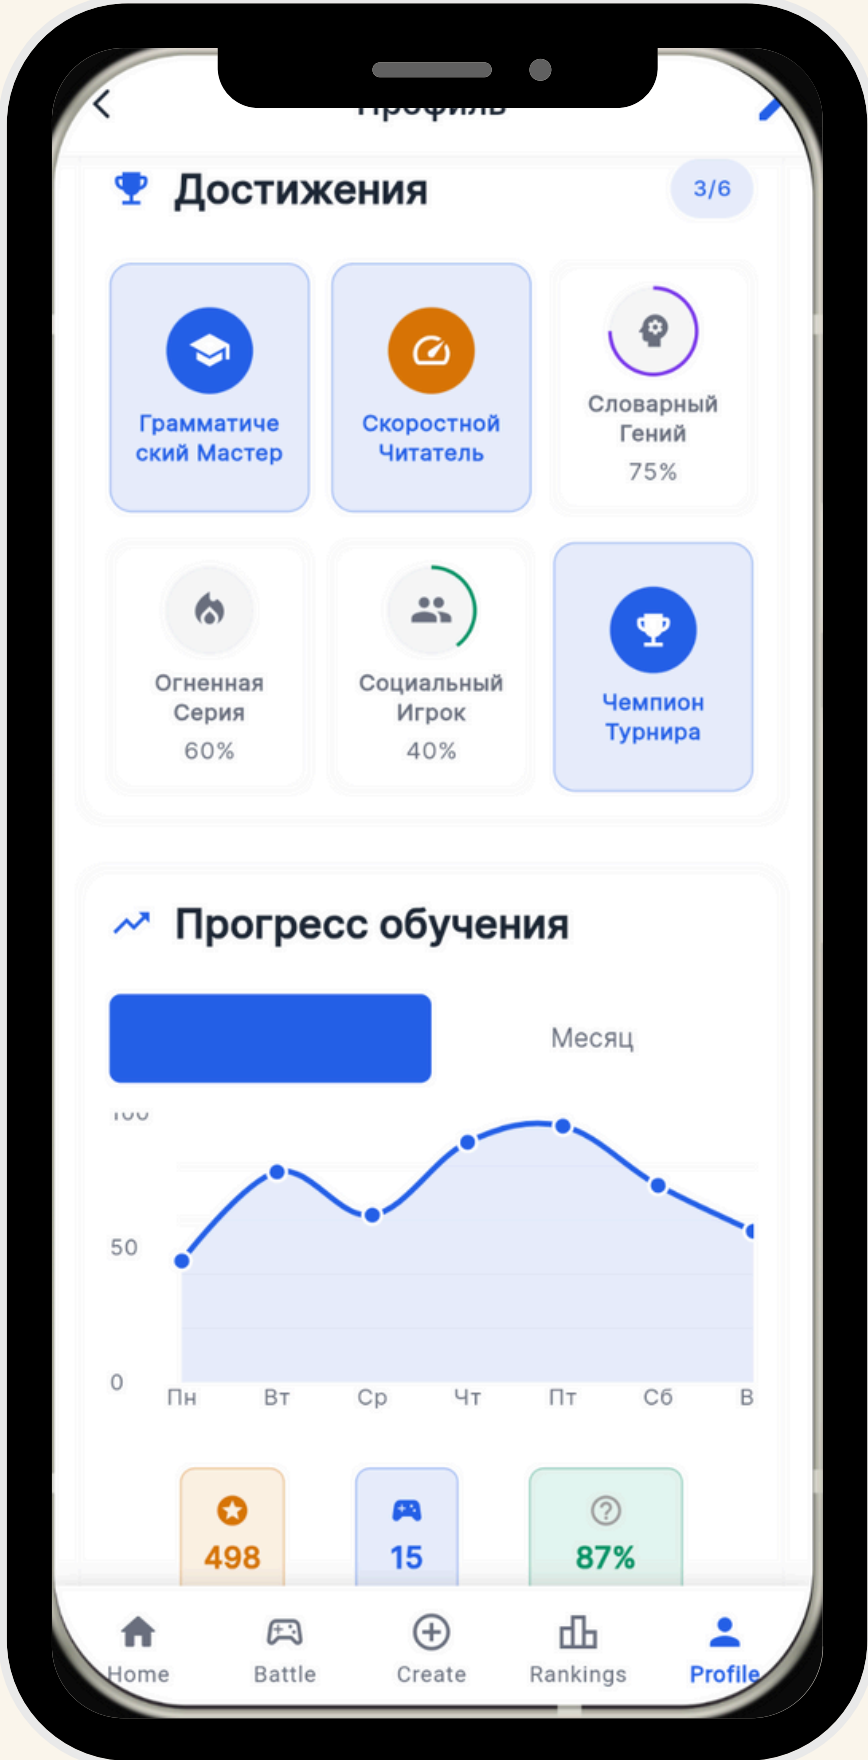 Профиль
Достижения
3/6
Грамматиче
ский Мастер
Скоростной
Читатель
Словарный
Гений
75%
Огненная
Серия
60%
Социальный
Игрок
40%
Чемпион
Турнира
Прогресс обучения
Месяц
100
50
0
Пн
Вт
Ср
Чт
Пт
Сб
В
498
15
87%
Home
Battle
Create
Rankings
Profile